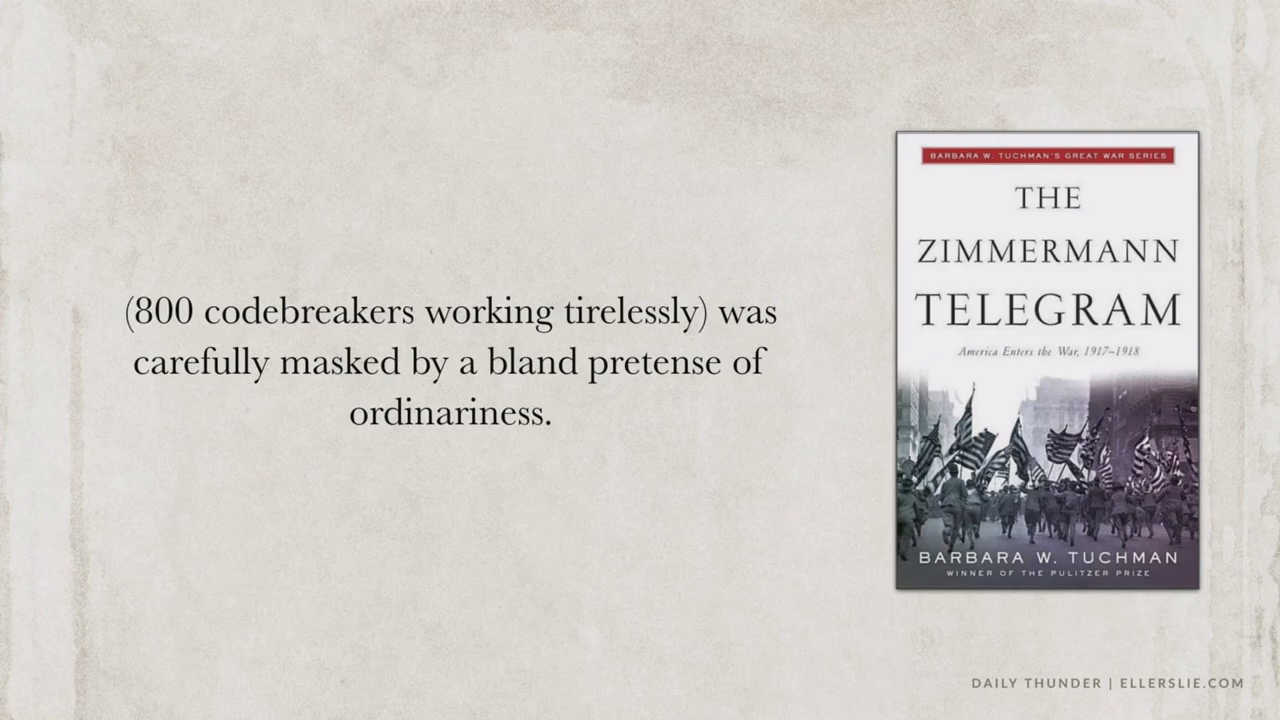 (800 codebreakers working tirelessly) was
carefully masked by a bland pretense of
ordinariness.
BARBARA W. TUCHMAN'S GREAT WAR SERIES
THE
ZIMMERMANN
TELEGRAM
America Enters the War, 1917–1918
BARBARA W. TUCHMAN
WINNER OF THE PULITZER PRIZE
DAILY THUNDER | ELLERSLIE.COM